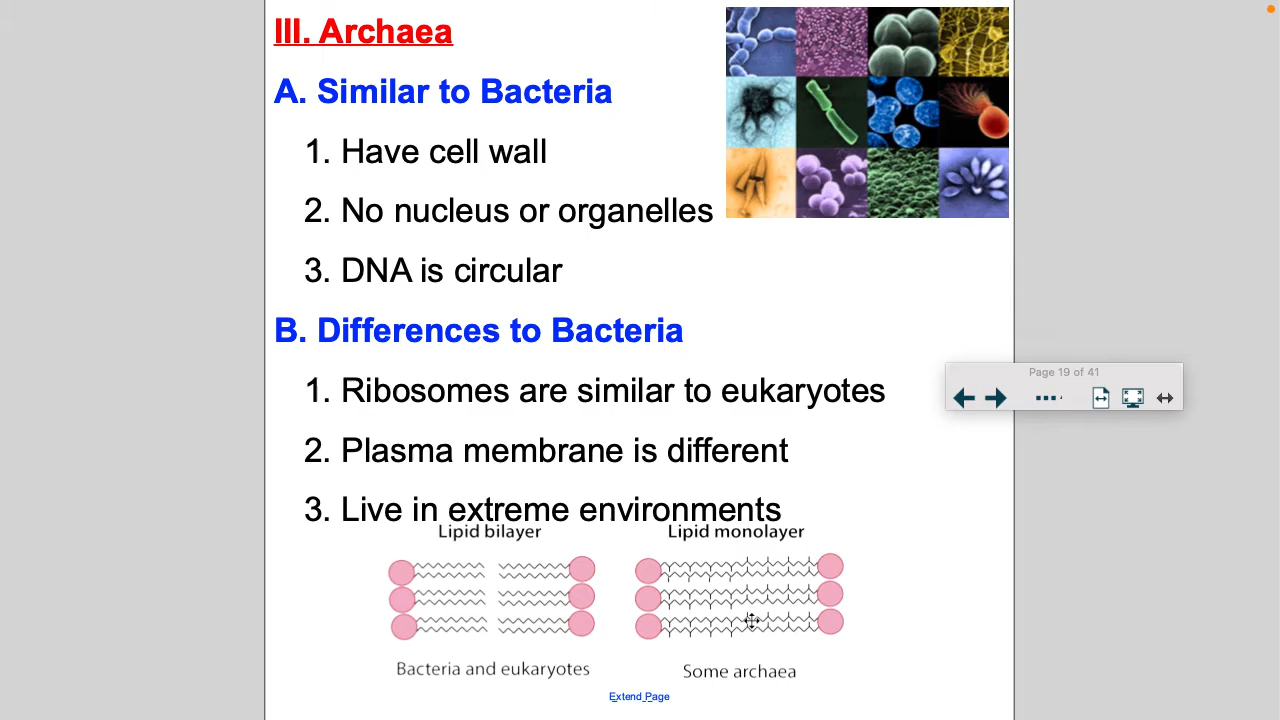 III. Archaea
A. Similar to Bacteria
1. Have cell wall
2. No nucleus or organelles
3. DNA is circular
B. Differences to Bacteria
Page 19 of 41
1. Ribosomes are similar to eukaryotes
2. Plasma membrane is different
3. Live in extreme environments
Lipid bilayer
Lipid monolayer
Bacteria and eukaryotes
Some archaea
Extend Page